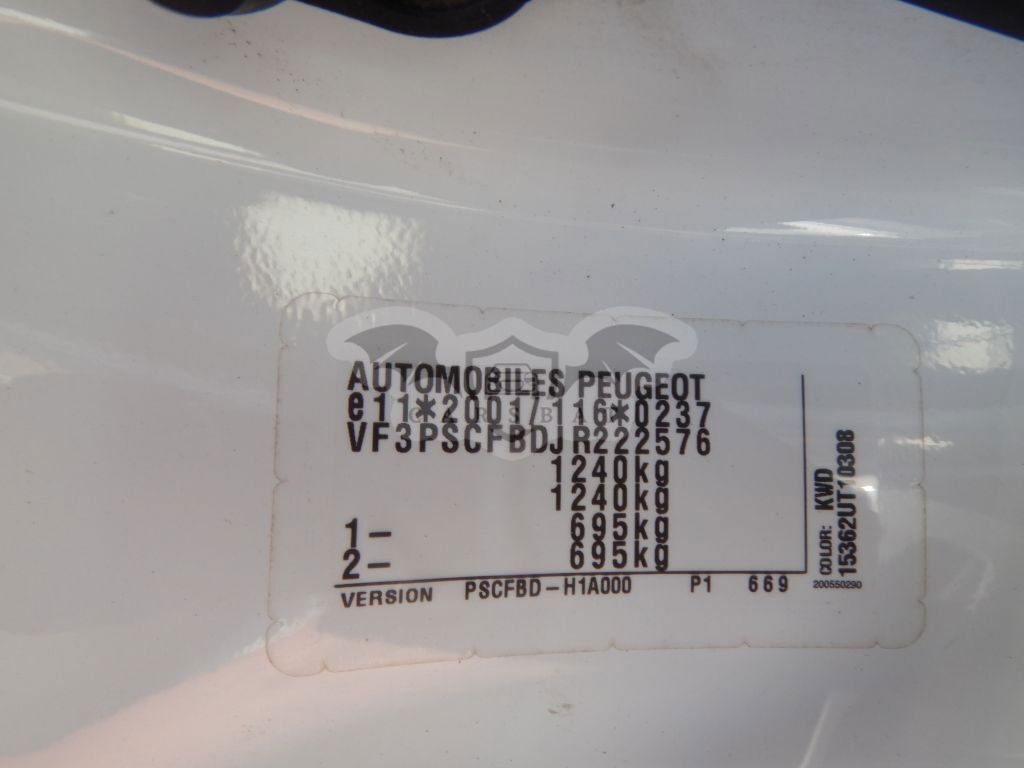 AUTOMOBILES PEUGEOT
e11*2001/116*0237
VF3PSCFBDJR222576
1240kg
1240kg
1- 695kg
2- 695kg
VERSION PSCFBD-H1A000 P1 669
COLOR: KWD
15362UT10308
200550290